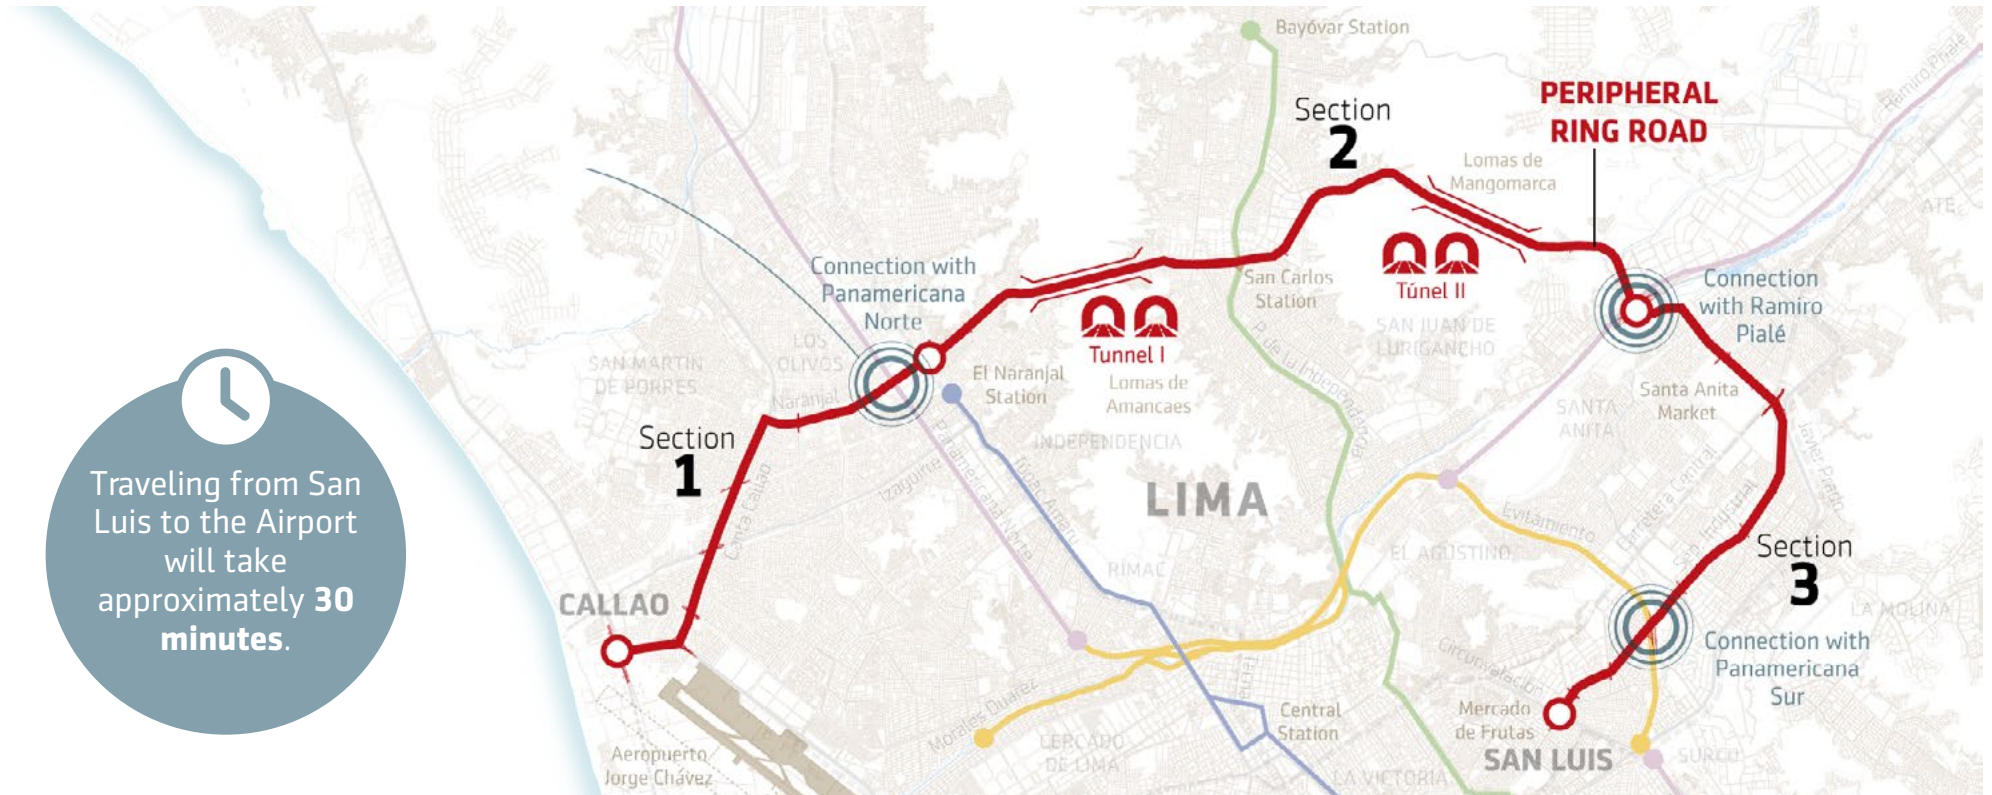 Traveling from San
Luis to the Airport
will take
approximately 30
minutes.
Bayóvar Station
PERIPHERAL
RING ROAD
Ramiro Prialé
Section
2
Lomas de
Mangomarca
ATE
Connection with
Panamericana
Norte
San Carlos
Station
Túnel II
Connection
with Ramiro
Pialé
Tunnel I
SAN JUAN DE
LURIGANCHO
LOS
OLIVOS
SAN MARTIN
DE PORRES
El Naranjal
Station
Lomas de
Amancaes
P. de la Independencia
Santa Anita
Market
Naranjal
SANTA
ANITA
Section
1
INDEPENDENCIA
Javier Prado
Izaguirre
Panamericana Norte
Túpac Amaru
Canta Callao
LIMA
Carretera Central
Evitamiento
EL AGUSTINO
Section
3
RIMAC
CALLAO
LA MOLINA
Connection with
Panamericana
Sur
Circunvalación
Morales Duárez
Central
Station
Mercado
de Frutas
SAN LUIS
CERCADO
DE LIMA
SURCO
Aeropuerto
Jorge Chávez
LA VICTORIA